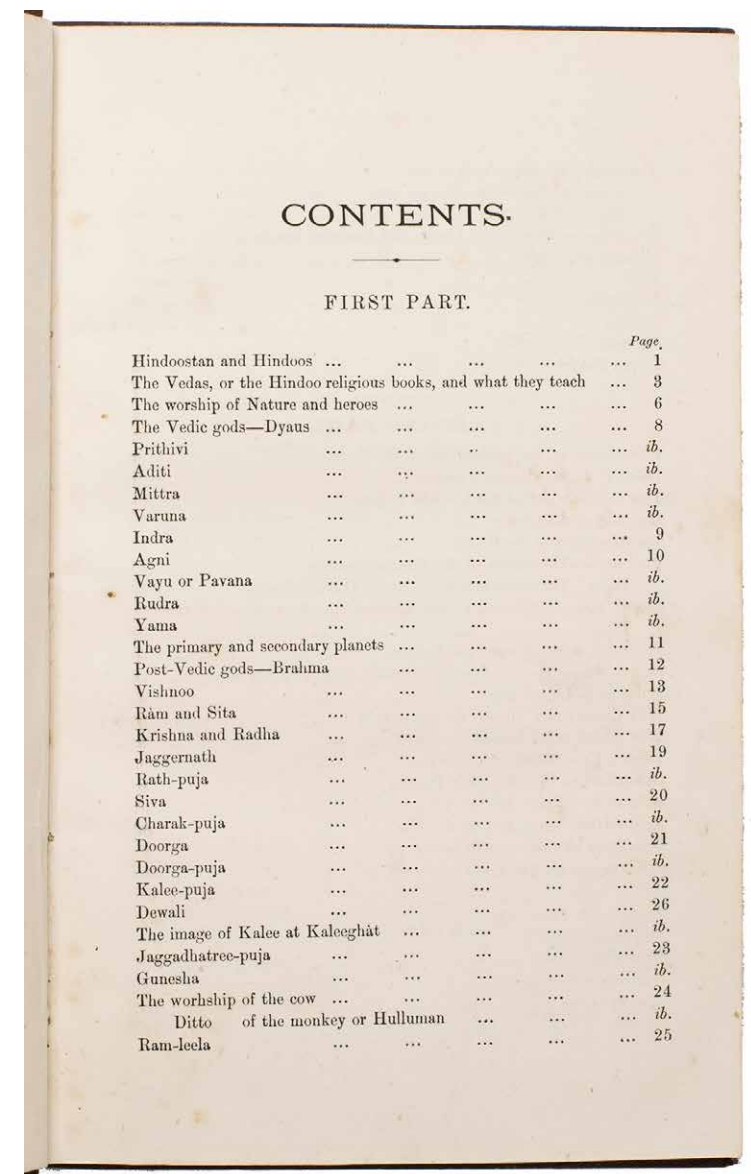 CONTENTS.
FIRST PART.
Page.
Hindoostan and Hindoos ... ... ... ... ... 1
The Vedas, or the Hindoo religious books, and what they teach ... 3
The worship of Nature and heroes ... ... ... ... 6
The Vedic gods—Dyaus ... ... ... ... ... 8
Prithivi ... ... ... ... ... ib.
Aditi ... ... ... ... ... ib.
Mittra ... ... ... ... ... ib.
Varuna ... ... ... ... ... ib.
Indra ... ... ... ... ... 9
Agni ... ... ... ... ... 10
Vayu or Pavana ... ... ... ... ... ib.
Rudra ... ... ... ... ... ib.
Yama ... ... ... ... ... ib.
The primary and secondary planets ... ... ... ... 11
Post-Vedic gods—Brahma ... ... ... ... 12
Vishnoo ... ... ... ... ... 13
Ràm and Sita ... ... ... ... ... 15
Krishna and Radha ... ... ... ... ... 17
Jaggernath ... ... ... ... ... 19
Rath-puja ... ... ... ... ... ib.
Siva ... ... ... ... ... 20
Charak-puja ... ... ... ... ... ib.
Doorga ... ... ... ... ... 21
Doorga-puja ... ... ... ... ... ib.
Kalee-puja ... ... ... ... ... 22
Dewali ... ... ... ... ... 26
The image of Kalee at Kaleeghàt ... ... ... ... ib.
Jaggadhatree-puja ... ... ... ... ... 23
Gunesha ... ... ... ... ... ib.
The worhship of the cow ... ... ... ... ... 24
Ditto of the monkey or Hulluman ... ... ... ib.
Ram-leela ... ... ... ... ... 25